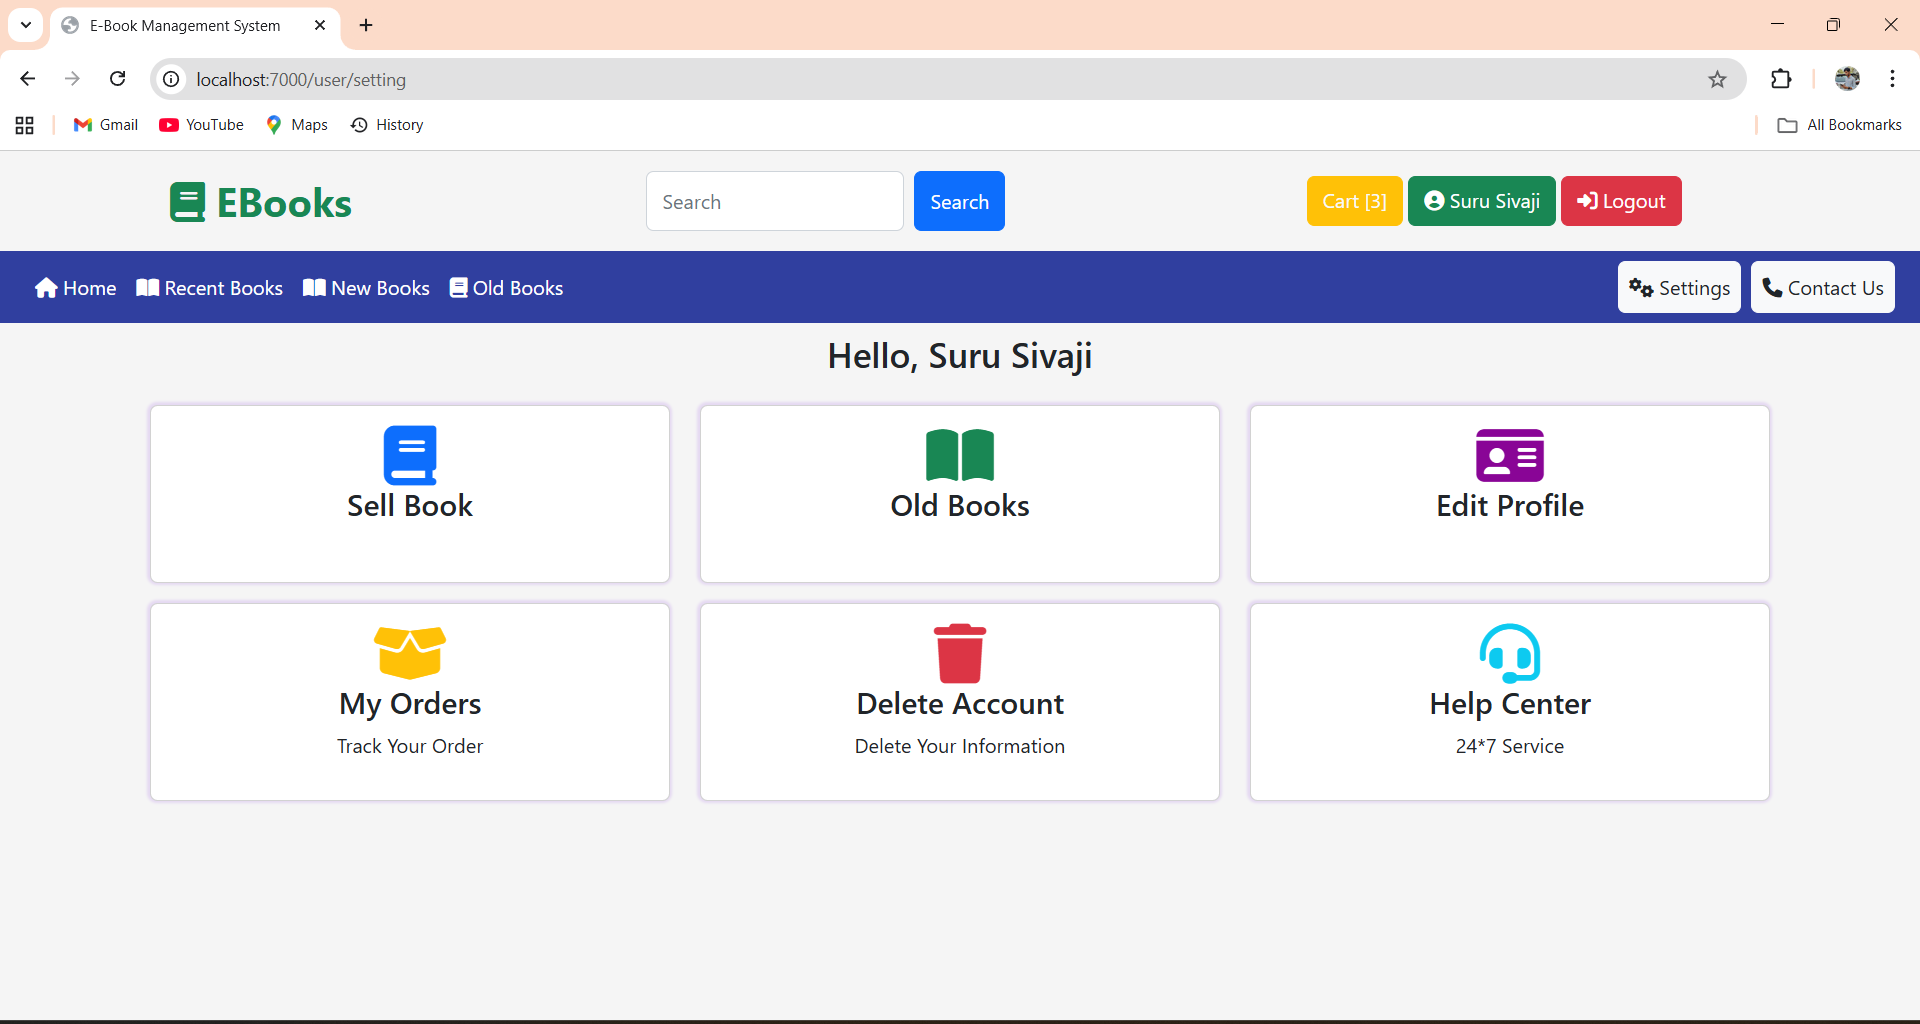 E-Book Management System
localhost:7000/user/setting
Gmail YouTube Maps History All Bookmarks
EBooks Search Search Cart [3] Suru Sivaji Logout
Home Recent Books New Books Old Books Settings Contact Us
Hello, Suru Sivaji
Sell Book Old Books Edit Profile
My Orders Delete Account Help Center
Track Your Order Delete Your Information 24*7 Service